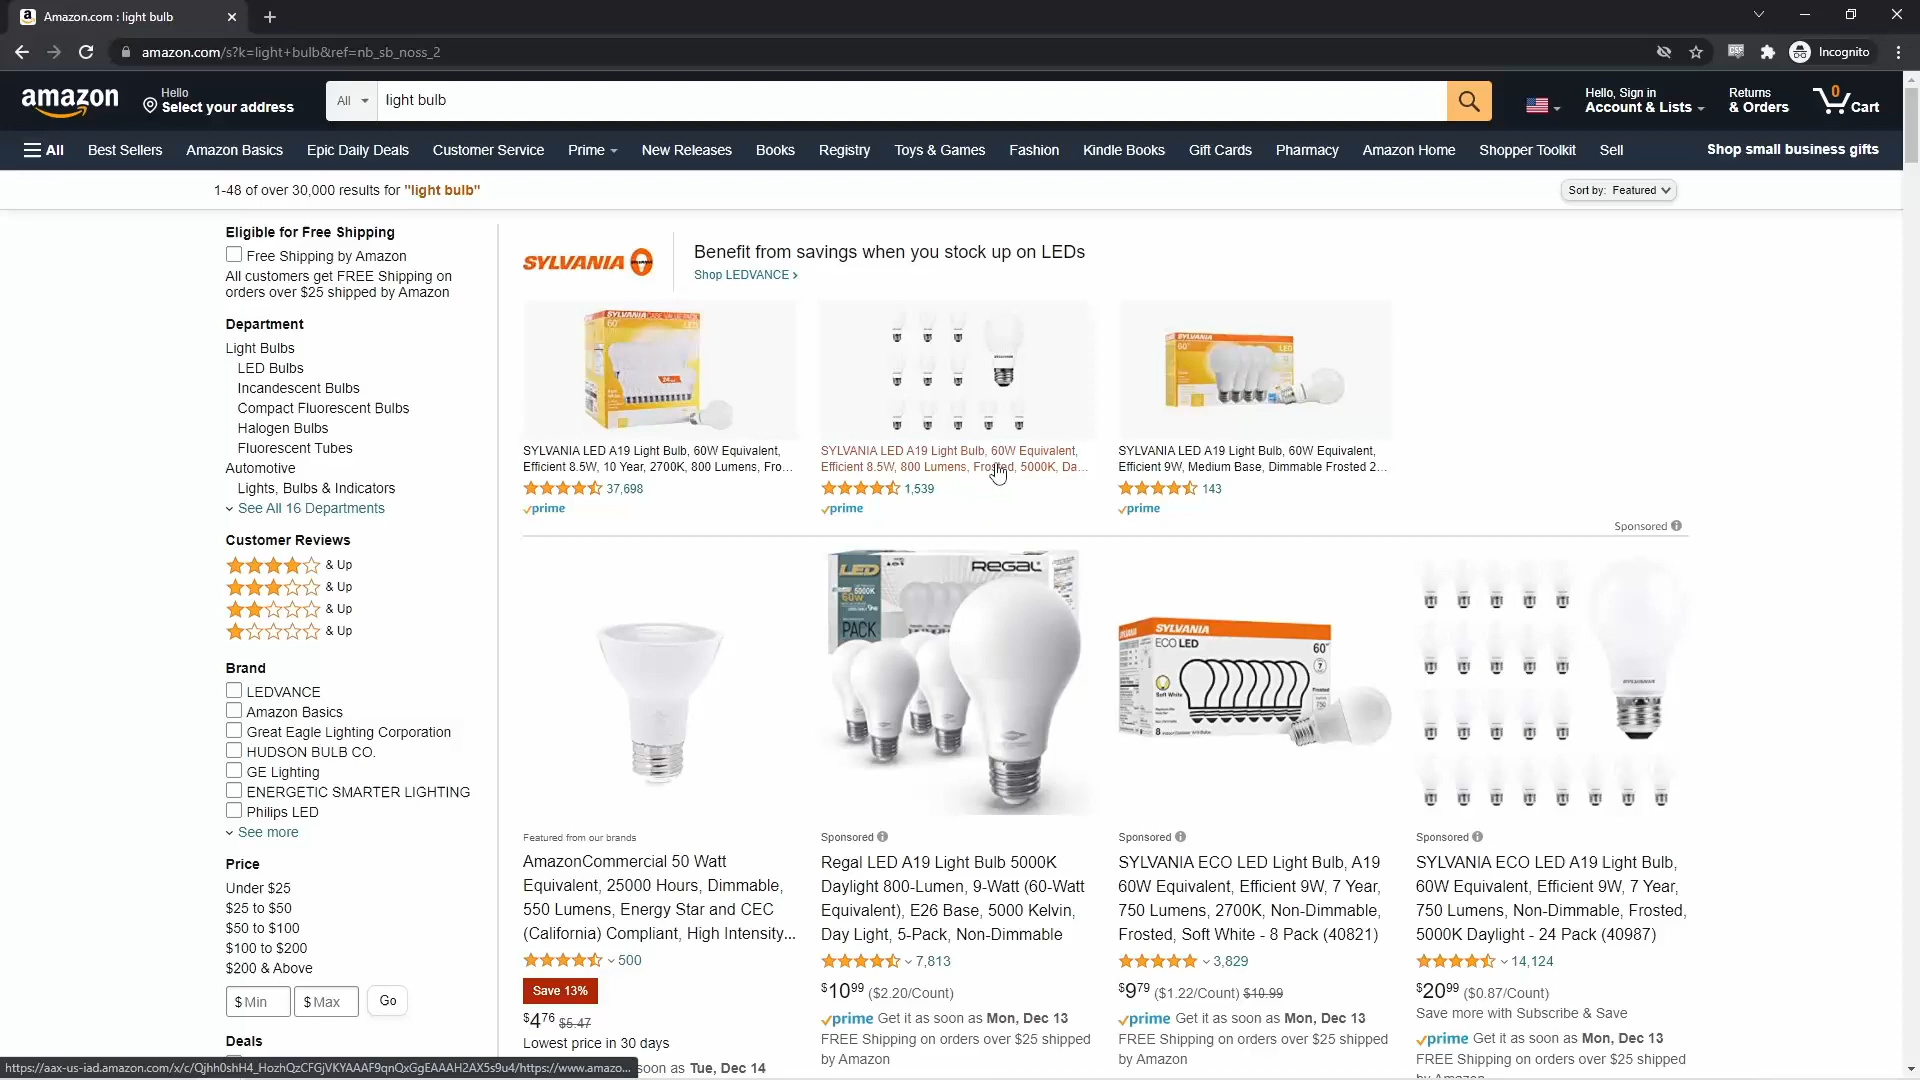 Amazon.com : light bulb
amazon.com/s?k=light+bulb&ref=nb_sb_noss_2
Incognito
amazon
Hello
Select your address
All
light bulb
Hello, Sign in
Account & Lists
Returns
& Orders
0
Cart
All
Best Sellers
Amazon Basics
Epic Daily Deals
Customer Service
Prime
New Releases
Books
Registry
Toys & Games
Fashion
Kindle Books
Gift Cards
Pharmacy
Amazon Home
Shopper Toolkit
Sell
Shop small business gifts
1-48 of over 30,000 results for "light bulb"
Sort by: Featured
Eligible for Free Shipping
Free Shipping by Amazon
All customers get FREE Shipping on
orders over $25 shipped by Amazon
Department
Light Bulbs
LED Bulbs
Incandescent Bulbs
Compact Fluorescent Bulbs
Halogen Bulbs
Fluorescent Tubes
Automotive
Lights, Bulbs & Indicators
See All 16 Departments
Customer Reviews
& Up
& Up
& Up
& Up
Brand
LEDVANCE
Amazon Basics
Great Eagle Lighting Corporation
HUDSON BULB CO.
GE Lighting
ENERGETIC SMARTER LIGHTING
Philips LED
See more
Price
Under $25
$25 to $50
$50 to $100
$100 to $200
$200 & Above
$ Min
$ Max
Go
Deals
SYLVANIA
Benefit from savings when you stock up on LEDs
Shop LEDVANCE ›
SYLVANIA LED A19 Light Bulb, 60W Equivalent,
Efficient 8.5W, 10 Year, 2700K, 800 Lumens, Fro...
37,698
prime
SYLVANIA LED A19 Light Bulb, 60W Equivalent,
Efficient 8.5W, 800 Lumens, Frosted, 5000K, Da...
1,539
prime
SYLVANIA LED A19 Light Bulb, 60W Equivalent,
Efficient 9W, Medium Base, Dimmable Frosted 2...
143
prime
Sponsored
LED
5000K
60W
PACK
REGAL
SYLVANIA
ECO LED
60
7
Soft White
Frosted
750
8
Featured from our brands
AmazonCommercial 50 Watt
Equivalent, 25000 Hours, Dimmable,
550 Lumens, Energy Star and CEC
(California) Compliant, High Intensity...
500
Save 13%
$4 76 $5.47
Lowest price in 30 days
soon as Tue, Dec 14
Sponsored
Regal LED A19 Light Bulb 5000K
Daylight 800-Lumen, 9-Watt (60-Watt
Equivalent), E26 Base, 5000 Kelvin,
Day Light, 5-Pack, Non-Dimmable
7,813
$10 99 ($2.20/Count)
prime Get it as soon as Mon, Dec 13
FREE Shipping on orders over $25 shipped
by Amazon
Sponsored
SYLVANIA ECO LED Light Bulb, A19
60W Equivalent, Efficient 9W, 7 Year,
750 Lumens, 2700K, Non-Dimmable,
Frosted, Soft White - 8 Pack (40821)
3,829
$9 79 ($1.22/Count) $10.99
prime Get it as soon as Mon, Dec 13
FREE Shipping on orders over $25 shipped
by Amazon
Sponsored
SYLVANIA ECO LED A19 Light Bulb,
60W Equivalent, Efficient 9W, 7 Year,
750 Lumens, Non-Dimmable, Frosted,
5000K Daylight - 24 Pack (40987)
14,124
$20 99 ($0.87/Count)
Save more with Subscribe & Save
prime Get it as soon as Mon, Dec 13
FREE Shipping on orders over $25 shipped
by Amazon